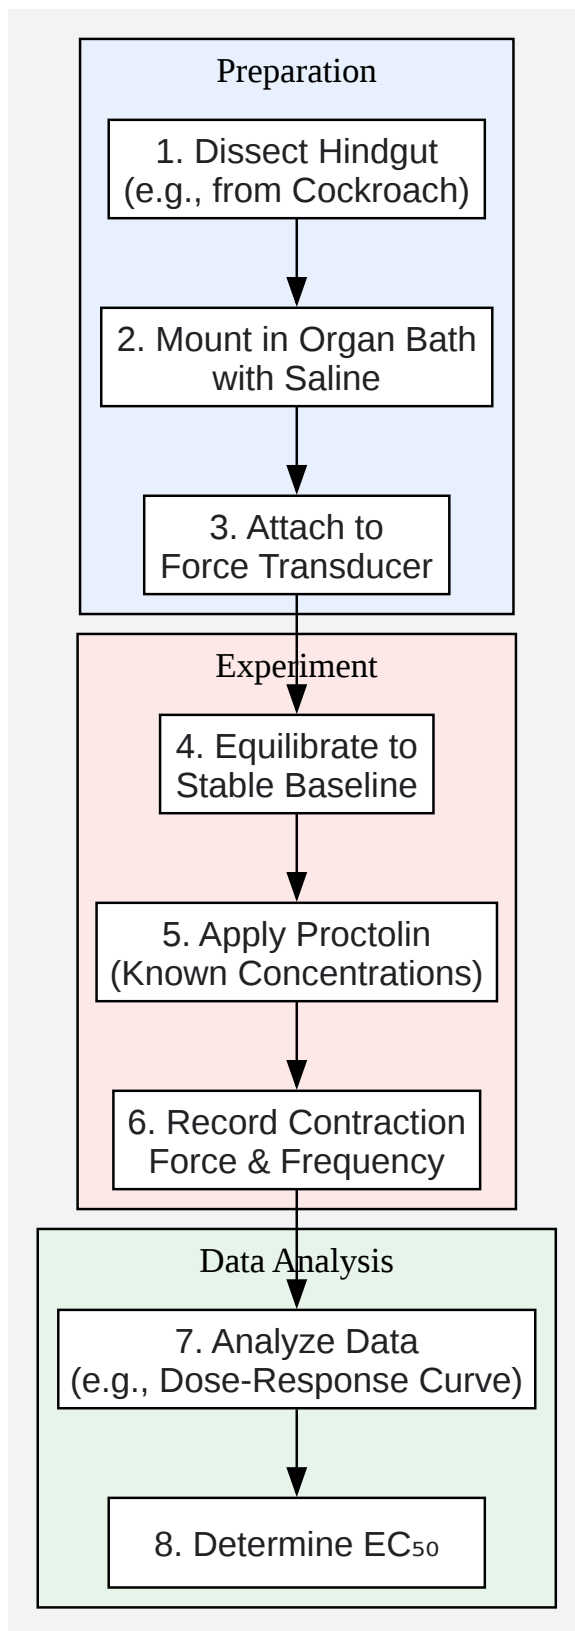 Preparation
1. Dissect Hindgut
(e.g., from Cockroach)
2. Mount in Organ Bath
with Saline
3. Attach to
Force Transducer
Experiment
4. Equilibrate to
Stable Baseline
5. Apply Proctolin
(Known Concentrations)
6. Record Contraction
Force & Frequency
Data Analysis
7. Analyze Data
(e.g., Dose-Response Curve)
8. Determine EC₅₀